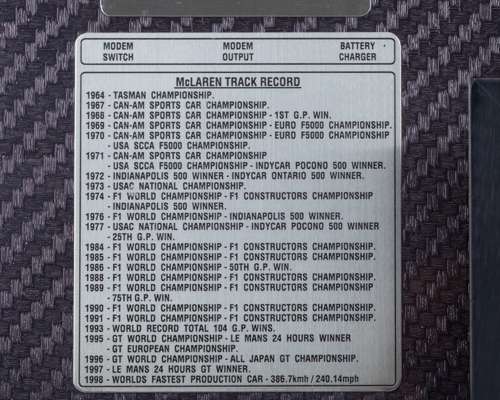 MODEM MODEM BATTERY
SWITCH OUTPUT CHARGER
McLAREN TRACK RECORD
1964 - TASMAN CHAMPIONSHIP.
1967 - CAN-AM SPORTS CAR CHAMPIONSHIP.
1968 - CAN-AM SPORTS CAR CHAMPIONSHIP - 1ST G.P. WIN.
1969 - CAN-AM SPORTS CAR CHAMPIONSHIP - EURO F5000 CHAMPIONSHIP.
1970 - CAN-AM SPORTS CAR CHAMPIONSHIP - EURO F5000 CHAMPIONSHIP
- USA SCCA F5000 CHAMPIONSHIP.
1971 - CAN-AM SPORTS CAR CHAMPIONSHIP
- USA SCCA F5000 CHAMPIONSHIP - INDYCAR POCONO 500 WINNER.
1972 - INDIANAPOLIS 500 WINNER - INDYCAR ONTARIO 500 WINNER.
1973 - USAC NATIONAL CHAMPIONSHIP.
1974 - F1 WORLD CHAMPIONSHIP - F1 CONSTRUCTORS CHAMPIONSHIP
- INDIANAPOLIS 500 WINNER.
1976 - F1 WORLD CHAMPIONSHIP - INDIANAPOLIS 500 WINNER.
1977 - USAC NATIONAL CHAMPIONSHIP - INDYCAR POCONO 500 WINNER
- 25TH G.P. WIN.
1984 - F1 WORLD CHAMPIONSHIP - F1 CONSTRUCTORS CHAMPIONSHIP.
1985 - F1 WORLD CHAMPIONSHIP - F1 CONSTRUCTORS CHAMPIONSHIP.
1986 - F1 WORLD CHAMPIONSHIP - 50TH G.P. WIN.
1988 - F1 WORLD CHAMPIONSHIP - F1 CONSTRUCTORS CHAMPIONSHIP.
1989 - F1 WORLD CHAMPIONSHIP - F1 CONSTRUCTORS CHAMPIONSHIP
- 75TH G.P. WIN.
1990 - F1 WORLD CHAMPIONSHIP - F1 CONSTRUCTORS CHAMPIONSHIP.
1991 - F1 WORLD CHAMPIONSHIP - F1 CONSTRUCTORS CHAMPIONSHIP.
1993 - WORLD RECORD TOTAL 104 G.P. WINS.
1995 - GT WORLD CHAMPIONSHIP - LE MANS 24 HOURS WINNER
- GT EUROPEAN CHAMPIONSHIP.
1996 - GT WORLD CHAMPIONSHIP - ALL JAPAN GT CHAMPIONSHIP.
1997 - LE MANS 24 HOURS GT WINNER.
1998 - WORLDS FASTEST PRODUCTION CAR - 386.7kmh / 240.14mph